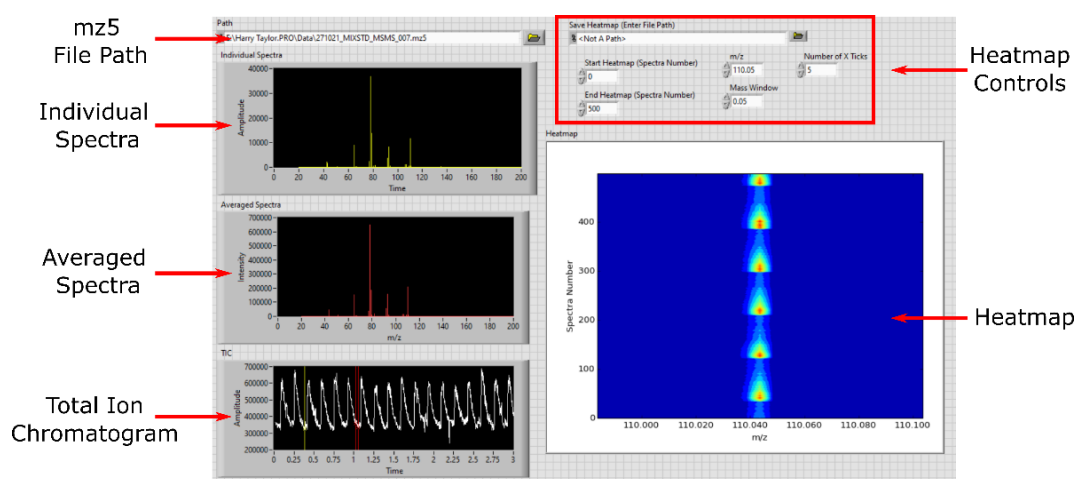 mz5
File Path
Individual
Spectra
Averaged
Spectra
Total Ion
Chromatogram
Path
Harry Taylor.PRO\Data\271021_MIXSTD_MSMS_007.mz5
Individual Spectra
Amplitude
40000
30000
20000
10000
0
0 20 40 60 80 100 120 140 160 180 200
Time
Averaged Spectra
Intensity
700000
600000
500000
400000
300000
200000
100000
0
0 20 40 60 80 100 120 140 160 180 200
m/z
TIC
Amplitude
700000
600000
500000
400000
300000
200000
0 0.25 0.5 0.75 1 1.25 1.5 1.75 2 2.25 2.5 2.75 3
Time
Save Heatmap (Enter File Path)
<Not A Path>
Start Heatmap (Spectra Number)
0
End Heatmap (Spectra Number)
500
m/z
110.05
Mass Window
0.05
Number of X Ticks
5
Heatmap
Spectra Number
400
300
200
100
0
110.000 110.020 110.040 110.060 110.080 110.100
m/z
Heatmap
Controls
Heatmap